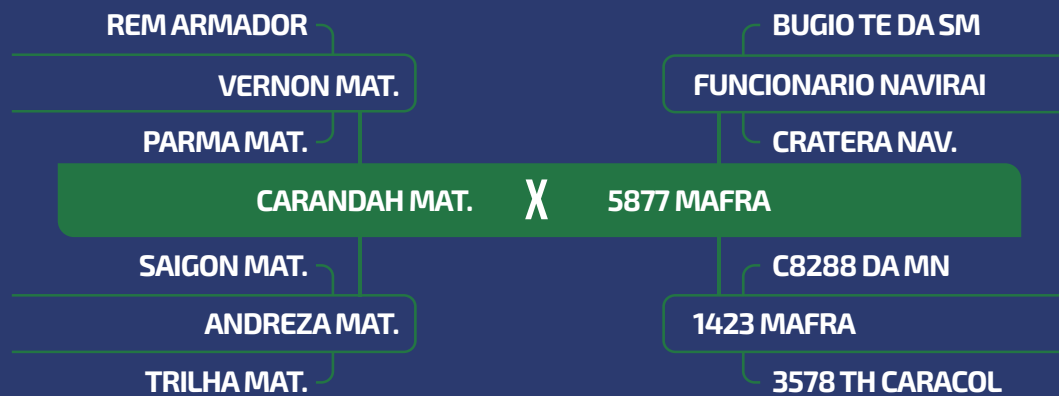 REM ARMADOR
BUGIO TE DA SM
VERNON MAT.
FUNCIONARIO NAVIRAI
PARMA MAT.
CRATERA NAV.
CARANDAH MAT. X 5877 MAFRA
SAIGON MAT.
C8288 DA MN
ANDREZA MAT.
1423 MAFRA
TRILHA MAT.
3578 TH CARACOL